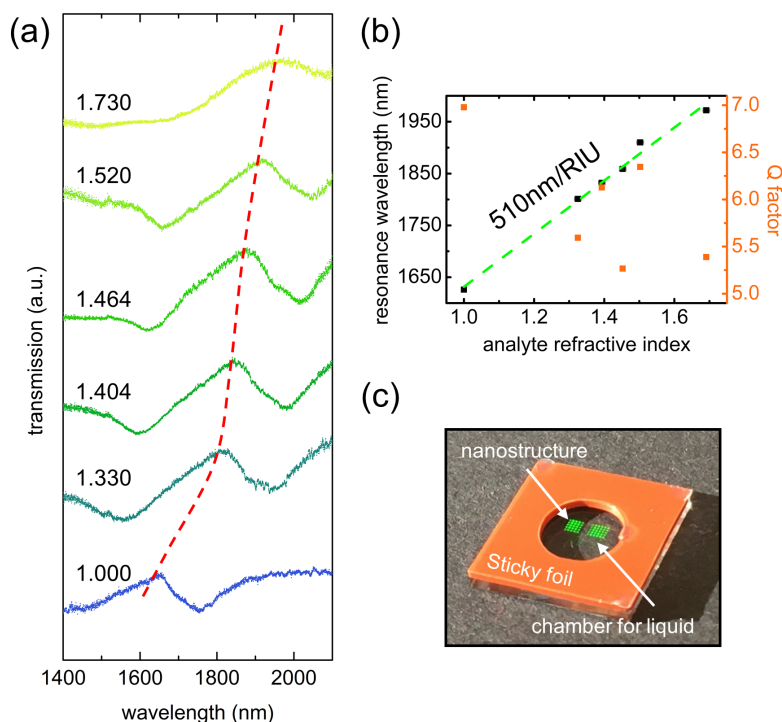 (a)
1.730
1.520
1.464
1.404
1.330
1.000
transmission (a.u.)
1400 1600 1800 2000
wavelength (nm)
(b)
resonance wavelength (nm)
1950
1850
1750
1650
510nm/RIU
7.0
6.5
6.0
5.5
5.0
Q factor
1.0 1.2 1.4 1.6
analyte refractive index
(c)
nanostructure
Sticky foil
chamber for liquid